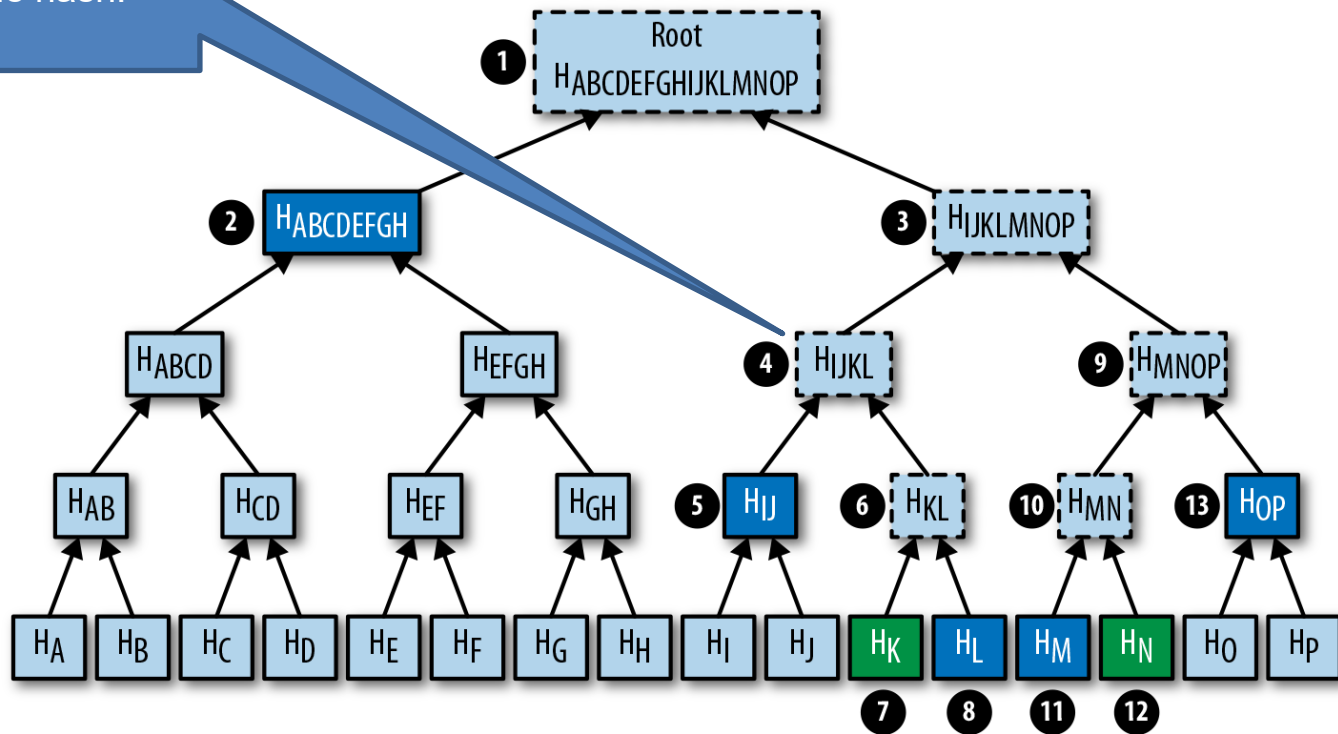 Root
1
HABCDEFGHIJKLMNOP
2 HABCDEFGH 3 HIJKLMNOP
HABCD HEFGH 4 HIJKL 9 HMNOP
HAB HCD HEF HGH 5 HIJ 6 HKL 10 HMN 13 HOP
HA HB HC HD HE HF HG HH HI HJ HK HL HM HN HO HP
7 8 11 12